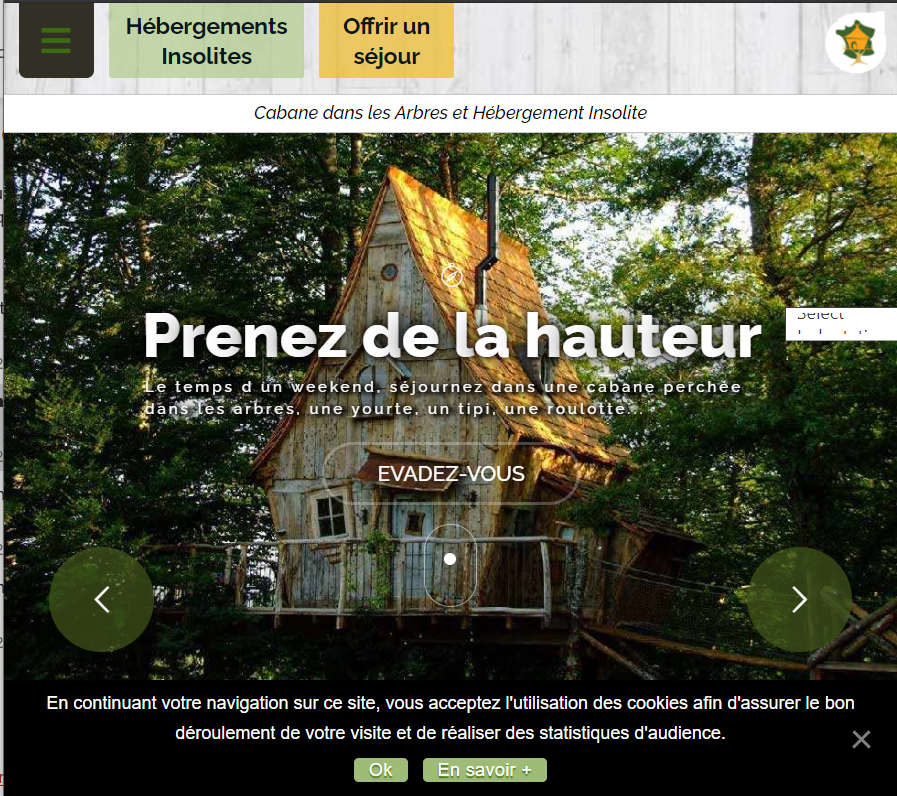 Hébergements
Insolites
Offrir un
séjour
Cabane dans les Arbres et Hébergement Insolite
Select
Prenez de la hauteur
Le temps d un weekend, séjournez dans une cabane perchée
dans les arbres, une yourte, un tipi, une roulotte...
EVADEZ-VOUS
En continuant votre navigation sur ce site, vous acceptez l'utilisation des cookies afin d'assurer le bon
déroulement de votre visite et de réaliser des statistiques d'audience.
Ok
En savoir +